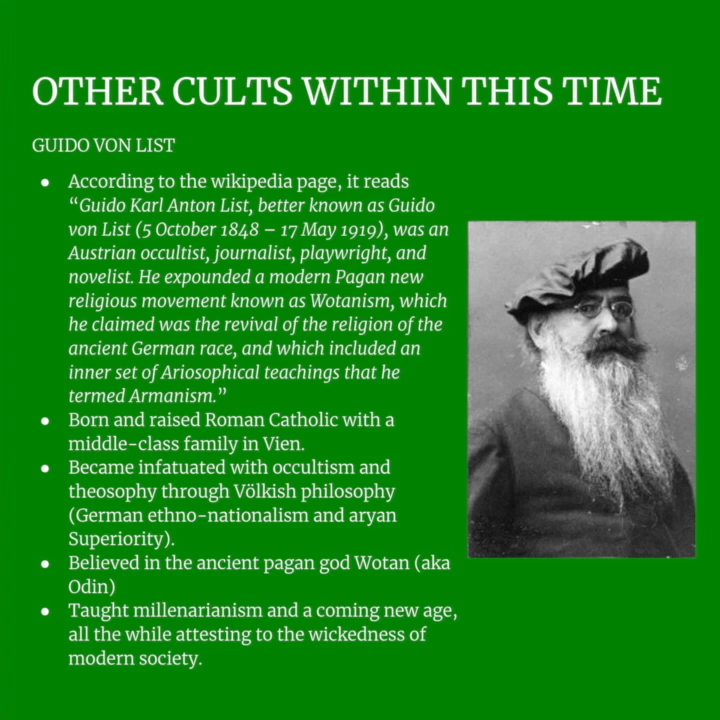 OTHER CULTS WITHIN THIS TIME
GUIDO VON LIST
● According to the wikipedia page, it reads
“Guido Karl Anton List, better known as Guido
von List (5 October 1848 – 17 May 1919), was an
Austrian occultist, journalist, playwright, and
novelist. He expounded a modern Pagan new
religious movement known as Wotanism, which
he claimed was the revival of the religion of the
ancient German race, and which included an
inner set of Ariosophical teachings that he
termed Armanism.”
● Born and raised Roman Catholic with a
middle-class family in Vien.
● Became infatuated with occultism and
theosophy through Völkish philosophy
(German ethno-nationalism and aryan
Superiority).
● Believed in the ancient pagan god Wotan (aka
Odin)
● Taught millenarianism and a coming new age,
all the while attesting to the wickedness of
modern society.